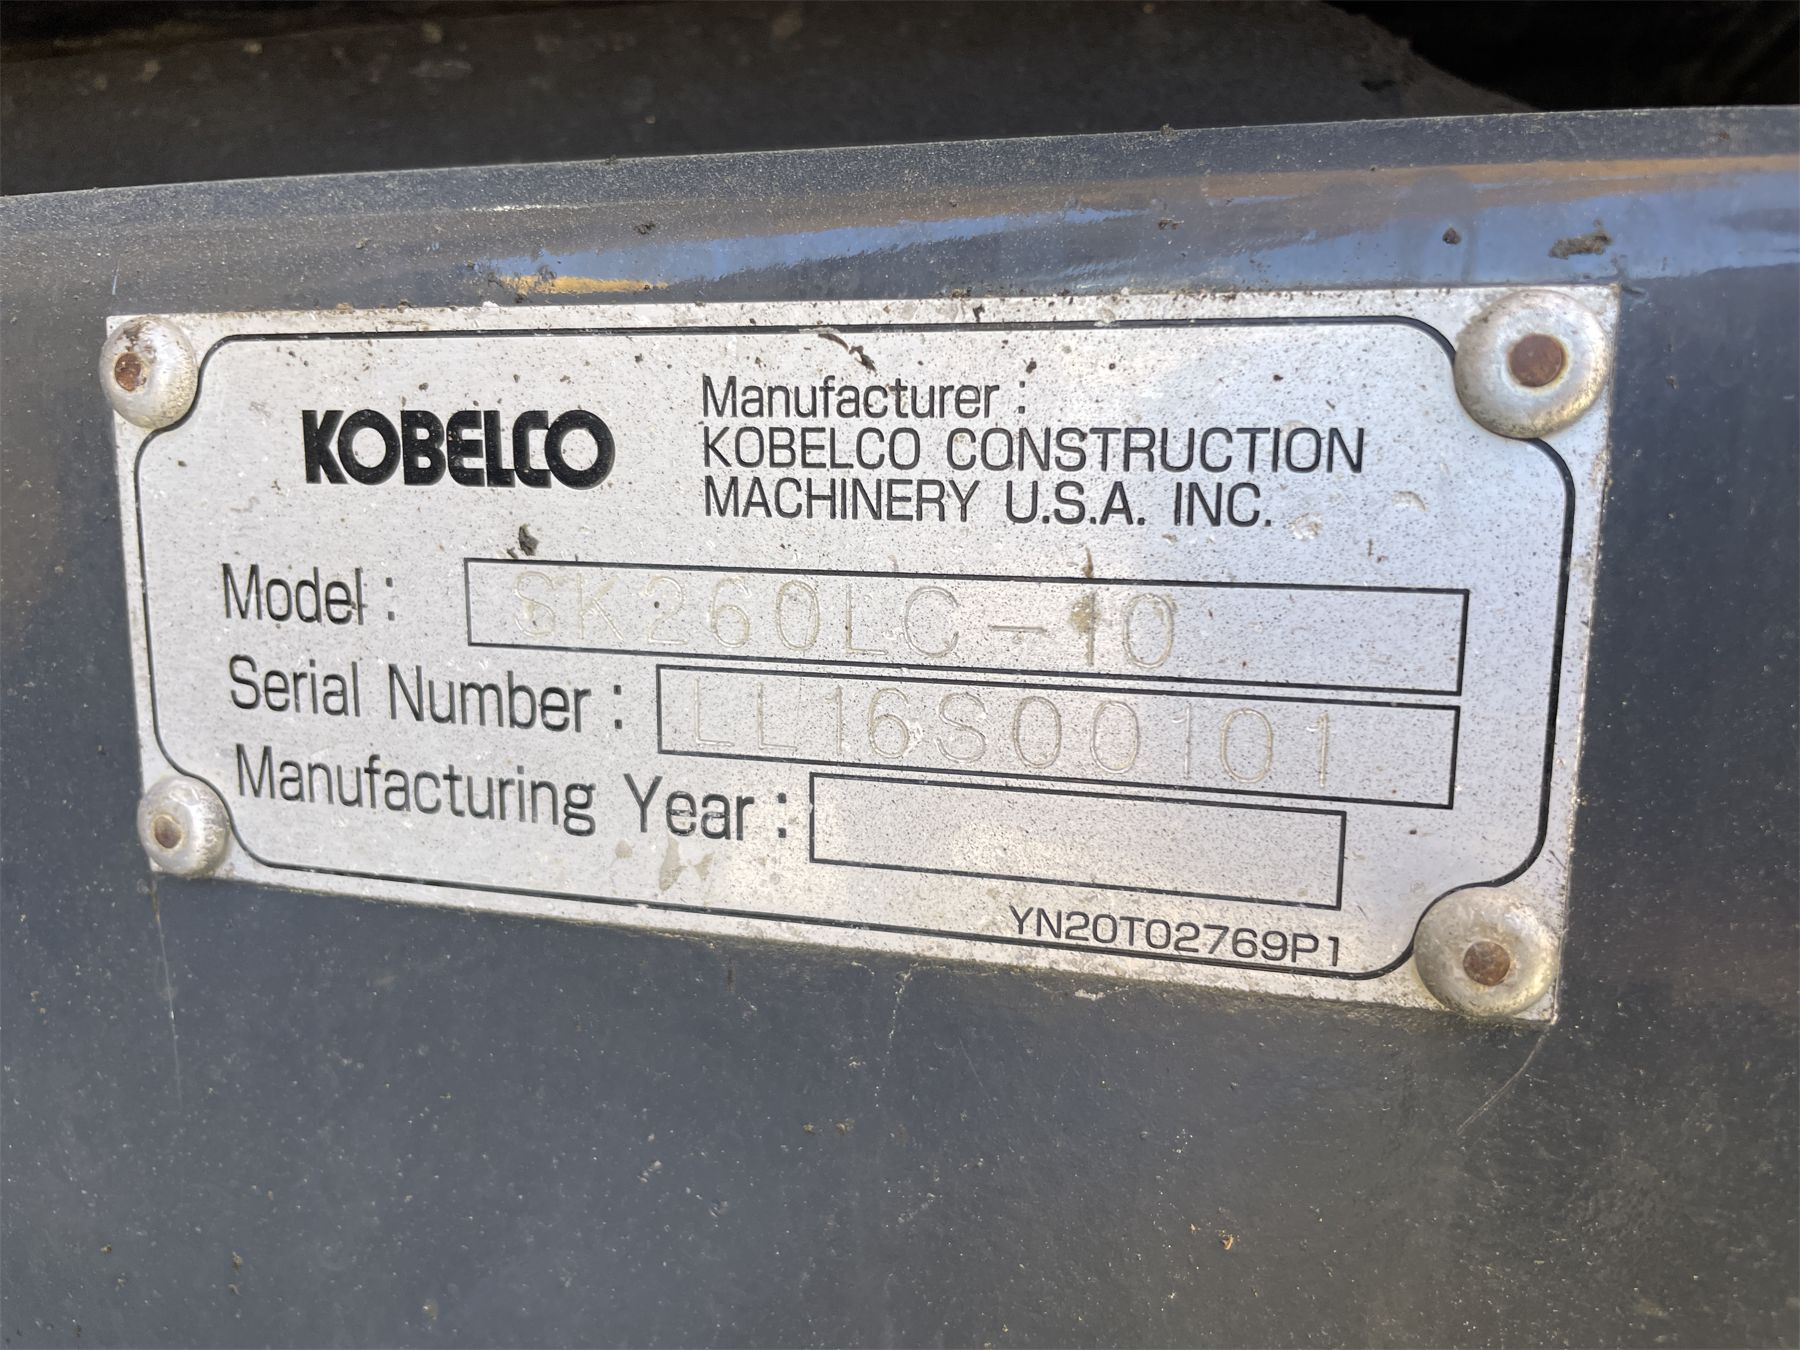 KOBELCO
Manufacturer :
KOBELCO CONSTRUCTION
MACHINERY U.S.A. INC.
Model : SK260LC-10
Serial Number : LL16S00101
Manufacturing Year :
YN20T02769P1